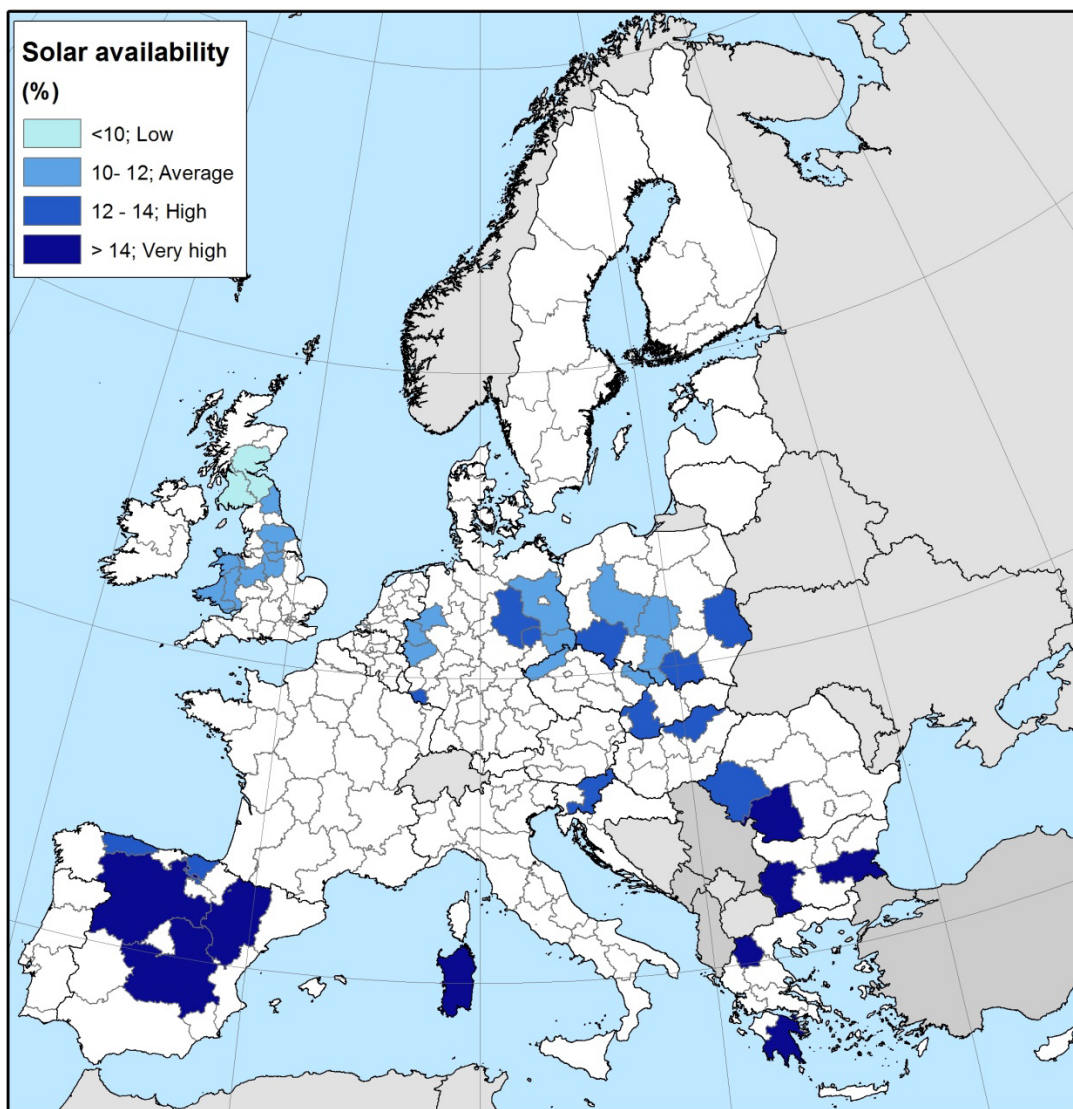 Solar availability
(%)
<10; Low
10- 12; Average
12 - 14; High
> 14; Very high